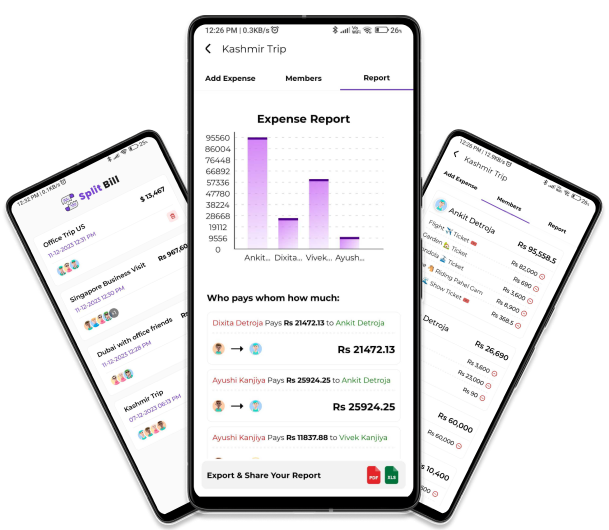 12:32 PM | 0.1KB/s
25%
Split Bill
Office Trip US
$ 13,467
11-12-2023 12:31 PM
Singapore Business Visit
Rs 967,60
11-12-2023 12:30 PM
Dubai with office friends
11-12-2023 12:28 PM
Kashmir Trip
07-12-2023 06:13 PM
12:26 PM | 0.3KB/s
26%
Kashmir Trip
Add Expense Members Report
Expense Report
95560
86004
76448
66892
57336
47780
38224
28668
19112
9556
0
Ankit... Dixita... Vivek... Ayush...
Who pays whom how much:
Dixita Detroja Pays Rs 21472.13 to Ankit Detroja
→
Rs 21472.13
Ayushi Kanjiya Pays Rs 25924.25 to Ankit Detroja
→
Rs 25924.25
Ayushi Kanjiya Pays Rs 11837.88 to Vivek Kanjiya
Export & Share Your Report
PDF
XLS
12:26 PM | 12.9KB/s
Kashmir Trip
Add Expense Members Report
Ankit Detroja
Rs 95,558.5
Flight Ticket
Rs 82,000
Garden Ticket
Rs 690
Ticket
Rs 3,600
Riding Pahel Gam
Rs 8,900
Show Ticket
Rs 368.5
Detroja
Rs 26,690
Rs 3,600
Rs 23,000
Rs 90
Rs 60,000
Rs 60,000
10,400